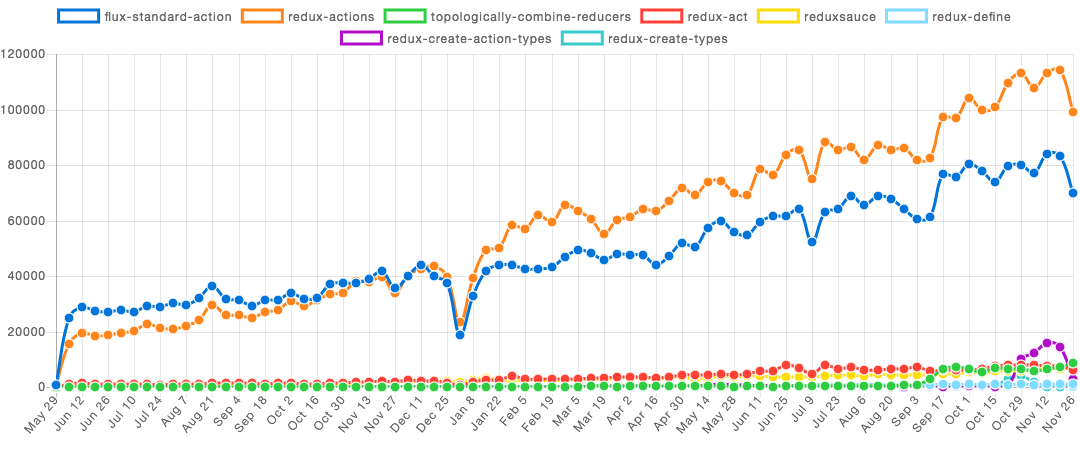 flux-standard-action redux-actions topologically-combine-reducers redux-act reduxsauce redux-define
redux-create-action-types redux-create-types
120000
100000
80000
60000
40000
20000
0
May 29 Jun 12 Jun 26 Jul 10 Jul 24 Aug 7 Aug 21 Sep 4 Sep 18 Oct 2 Oct 16 Oct 30 Nov 13 Nov 27 Dec 11 Dec 25 Jan 8 Jan 22 Feb 5 Feb 19 Mar 5 Mar 19 Apr 2 Apr 16 Apr 30 May 14 May 28 Jun 11 Jun 25 Jul 9 Jul 23 Aug 6 Aug 20 Sep 3 Sep 17 Oct 1 Oct 15 Oct 29 Nov 12 Nov 26